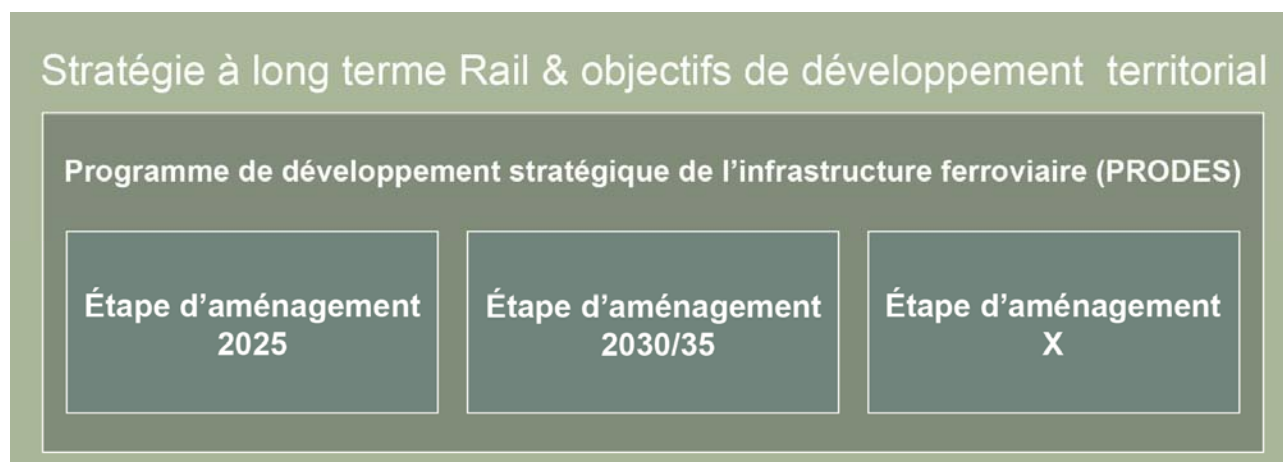 Stratégie à long terme Rail & objectifs de développement territorial
Programme de développement stratégique de l’infrastructure ferroviaire (PRODES)
Étape d’aménagement
2025
Étape d’aménagement
2030/35
Étape d’aménagement
X